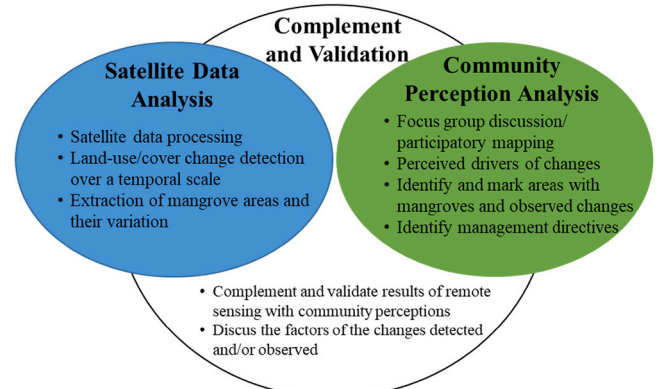 Complement
and Validation
Satellite Data
Analysis
• Satellite data processing
• Land-use/cover change detection
over a temporal scale
• Extraction of mangrove areas and
their variation
Community
Perception Analysis
• Focus group discussion/
participatory mapping
• Perceived drivers of changes
• Identify and mark areas with
mangroves and observed changes
• Identify management directives
• Complement and validate results of remote
sensing with community perceptions
• Discus the factors of the changes detected
and/or observed